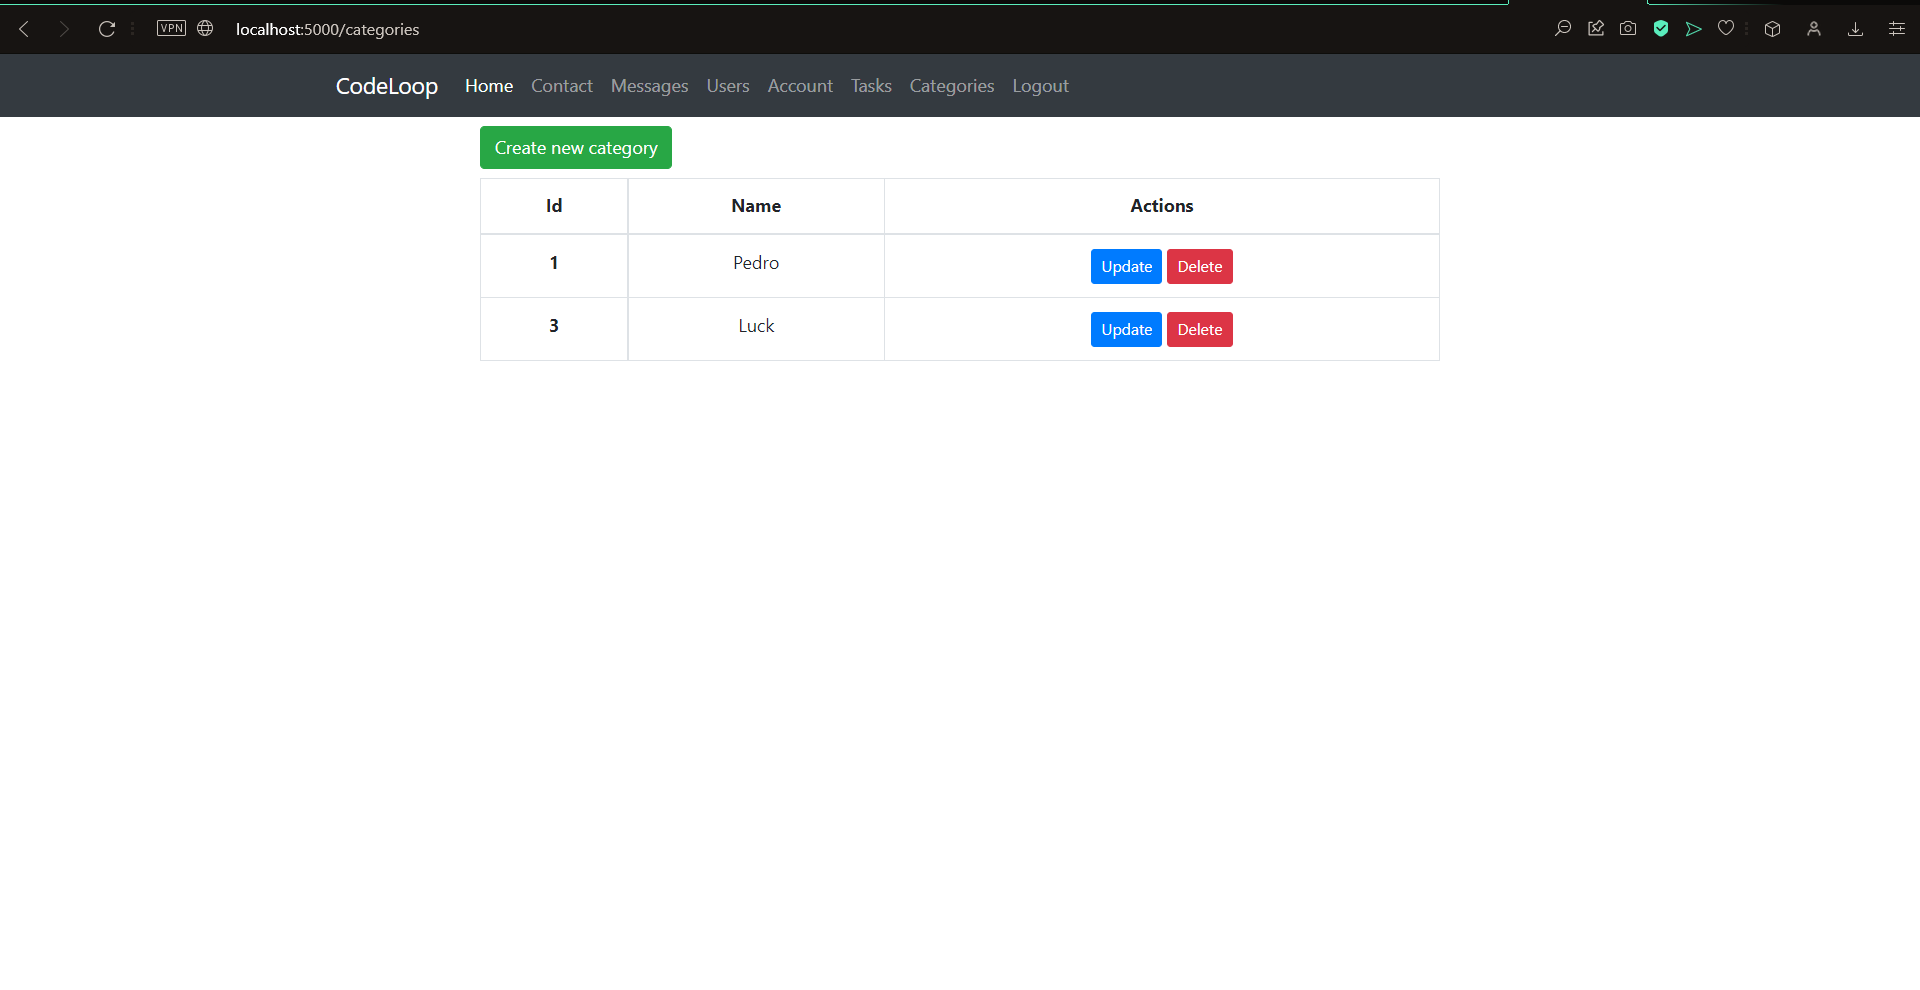 VPN localhost:5000/categories
CodeLoop Home Contact Messages Users Account Tasks Categories Logout
Create new category
Id Name Actions
1 Pedro Update Delete
3 Luck Update Delete